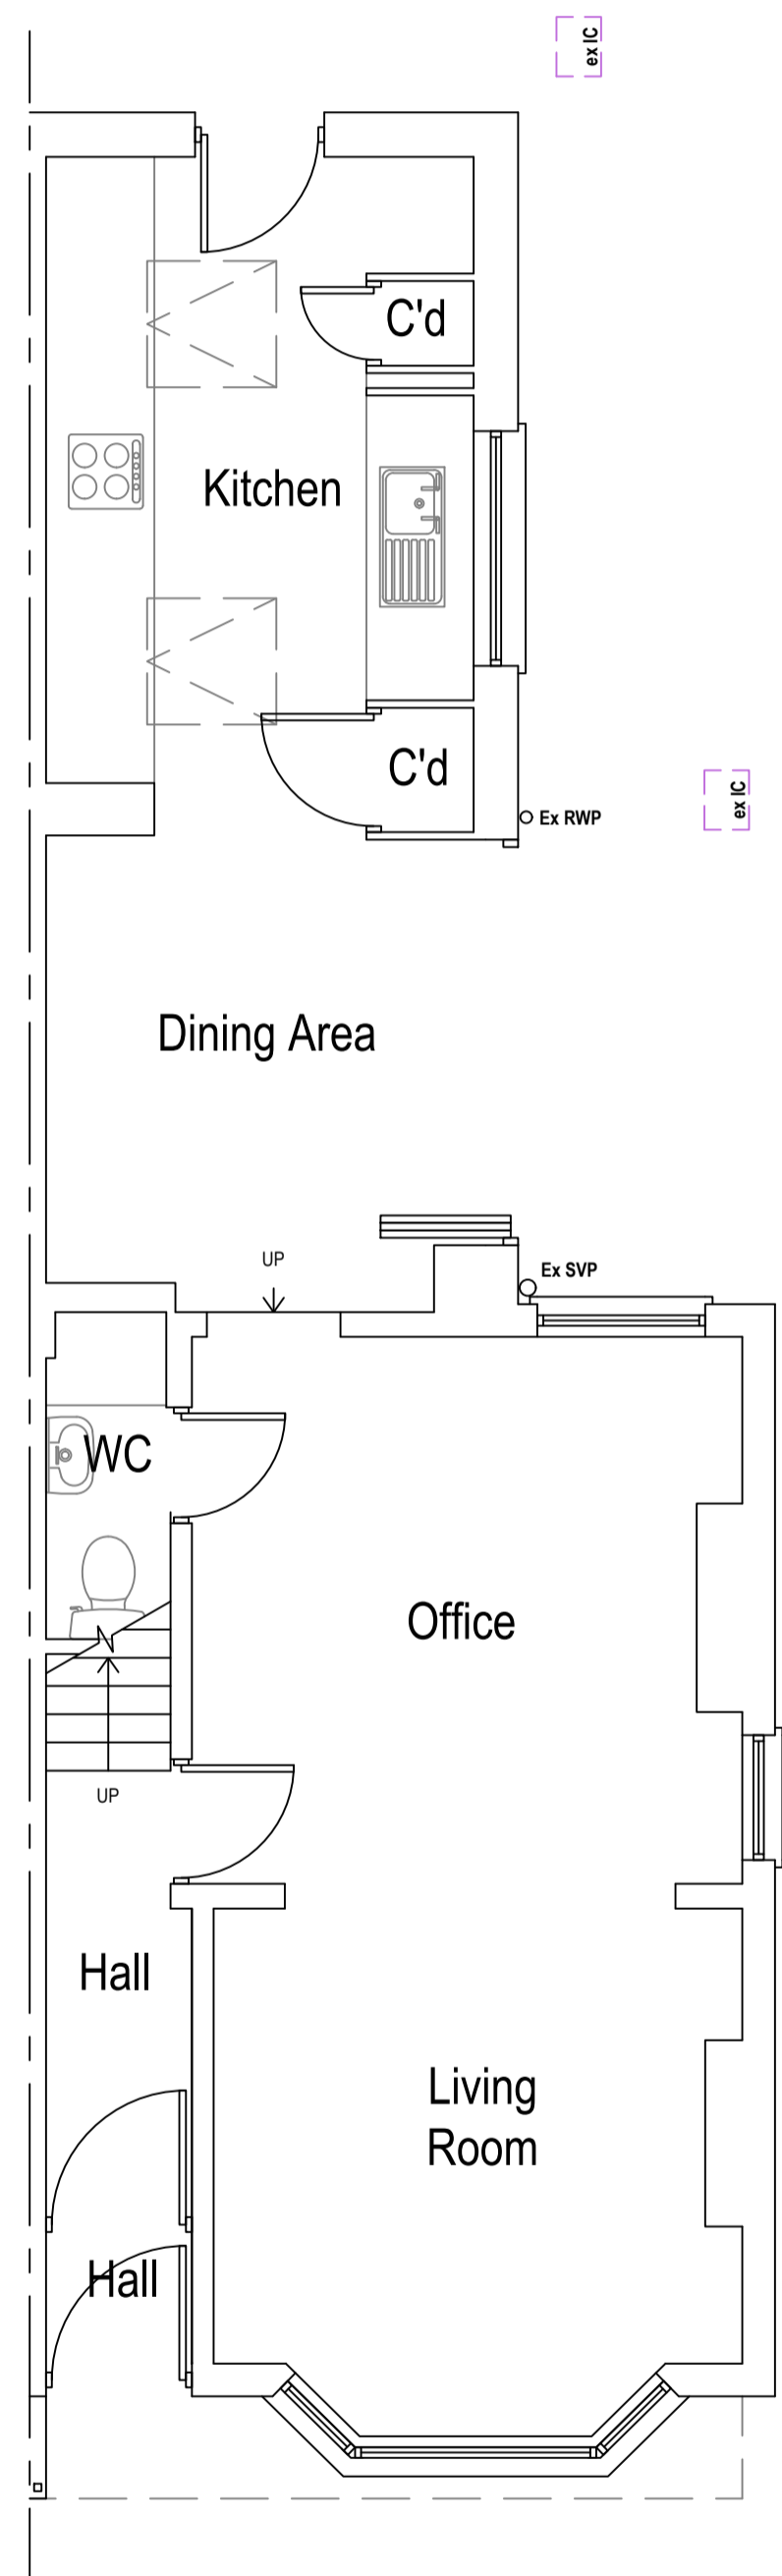 ex IC
C'd
Kitchen
C'd
ex IC
Ex RWP
Dining Area
UP
Ex SVP
WC
Office
UP
Hall
Living
Room
Hall